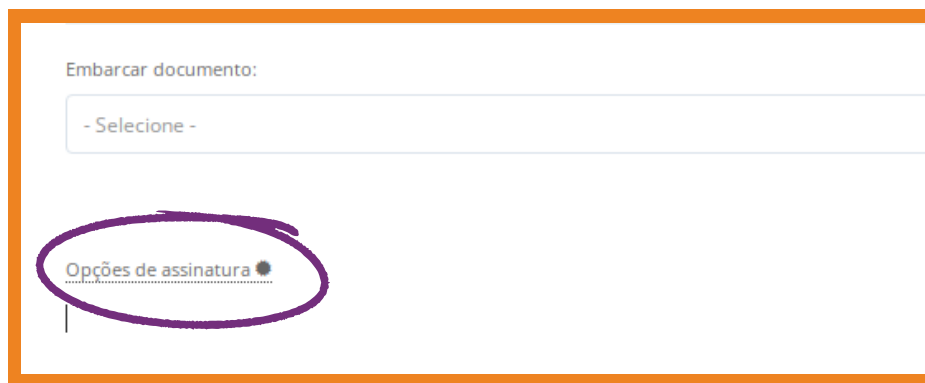 Embarcar documento:
- Selecione -
Opções de assinatura